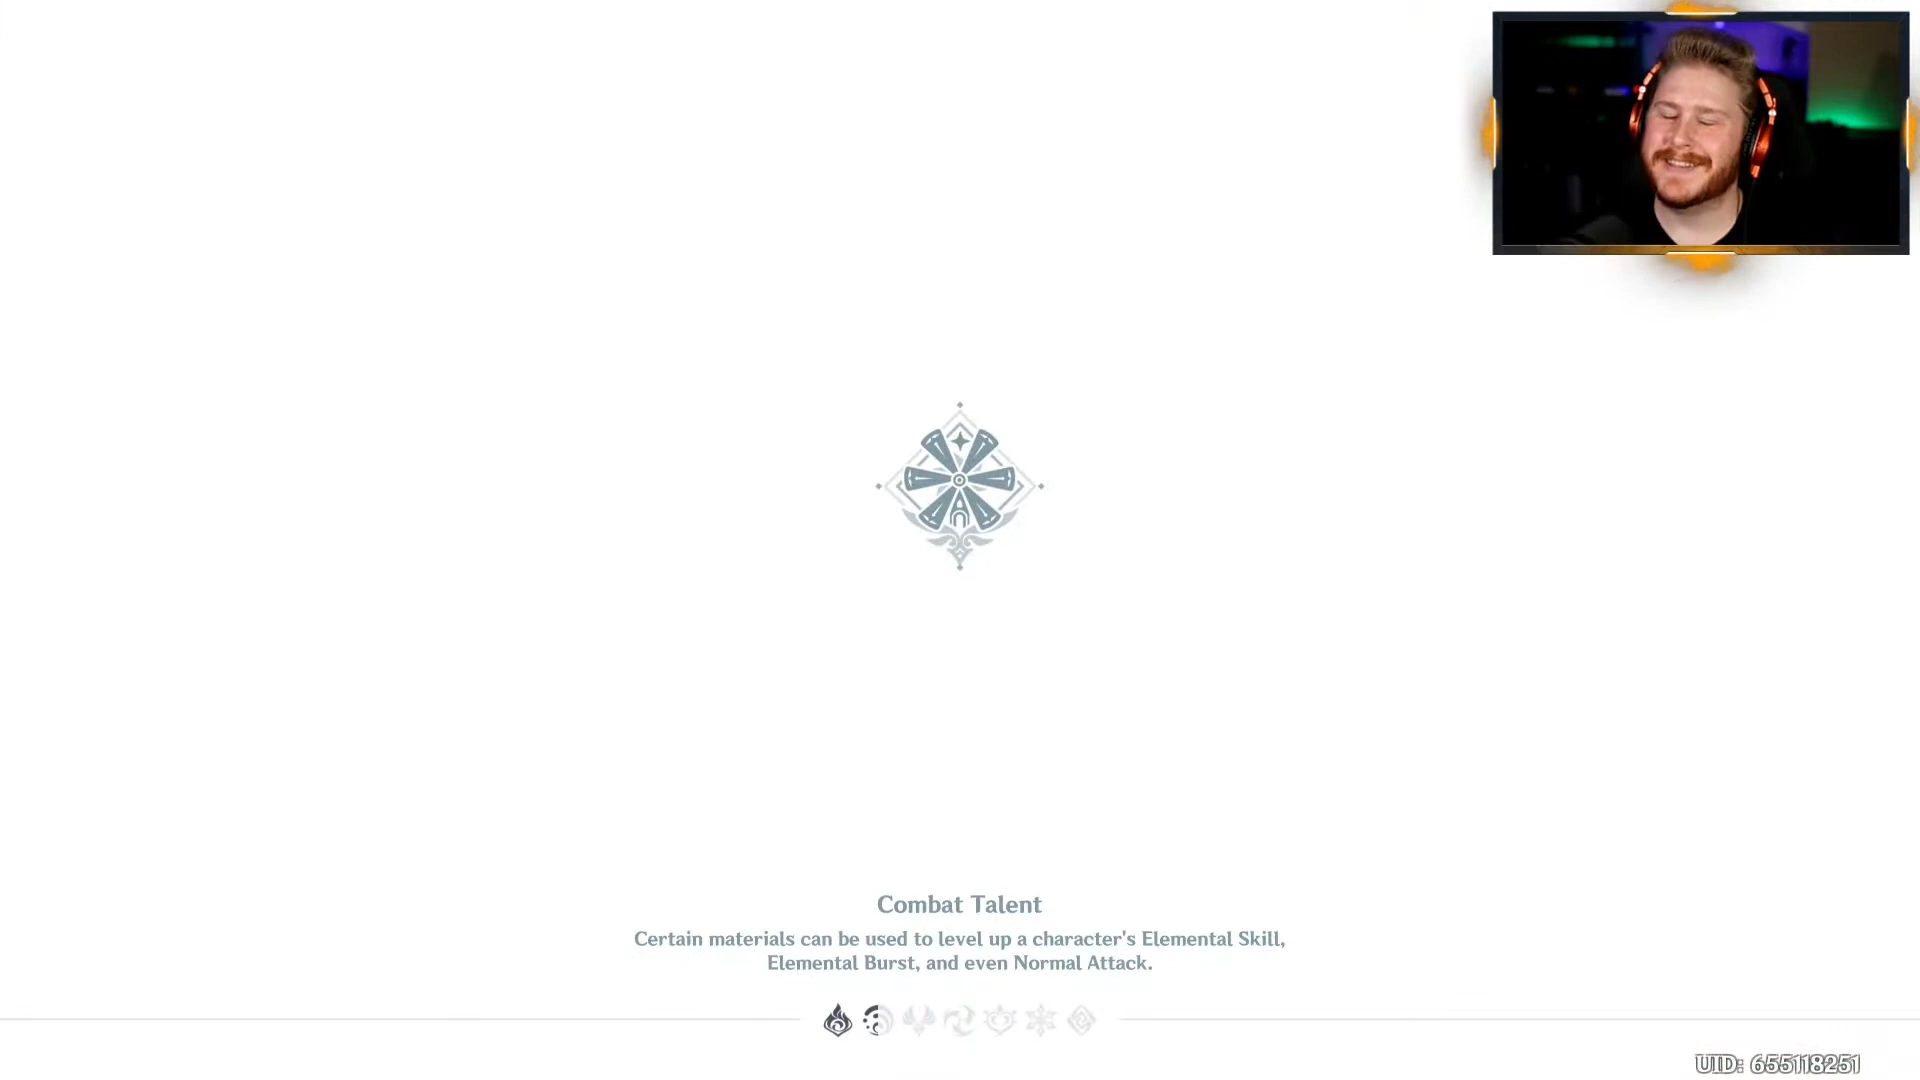 Combat Talent
Certain materials can be used to level up a character's Elemental Skill,
Elemental Burst, and even Normal Attack.
UID: 655118251